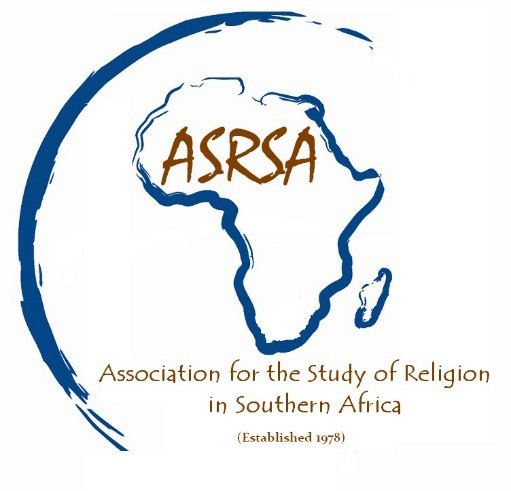 ASRSA
Association for the Study of Religion
in Southern Africa
(Established 1978)